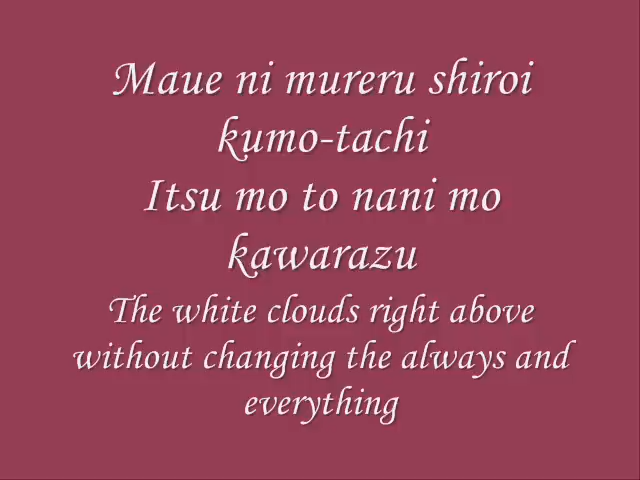 Maue ni mureru shiroi
kumo-tachi
Itsu mo to nani mo
kawarazu
The white clouds right above
without changing the always and
everything